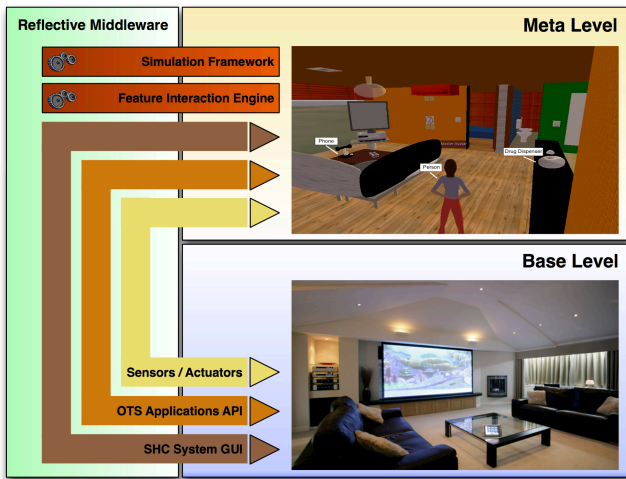 Reflective Middleware
Meta Level
Simulation Framework
Feature Interaction Engine
Phone
Person
Drug Dispenser
Base Level
Sensors / Actuators
OTS Applications API
SHC System GUI